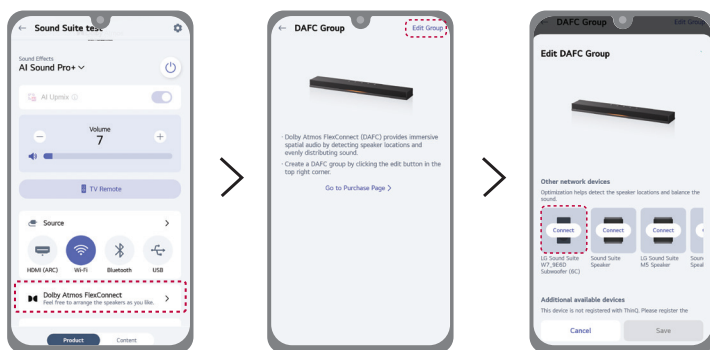 ← Sound Suite test
Sound Effects
AI Sound Pro+
AI Upmix
Volume
7
TV Remote
Source
HDMI (ARC)
Wi-Fi
Bluetooth
USB
Dolby Atmos FlexConnect
Feel free to arrange the speakers as you like.
Product
Content
← DAFC Group
Edit Group
· Dolby Atmos FlexConnect (DAFC) provides immersive
spatial audio by detecting speaker locations and
evenly distributing sound.
· Create a DAFC group by clicking the edit button in the
top right corner.
Go to Purchase Page >
← DAFC Group
Edit Group
Edit DAFC Group
Other network devices
Optimization helps detect the speaker locations and balance the
sound.
Connect
Connect
Connect
LG Sound Suite
W7_9E6D
Subwoofer (6C)
Sound Suite
Speaker
LG Sound Suite
M5 Speaker
Additional available devices
This device is not registered with ThinQ. Please register the
Cancel
Save